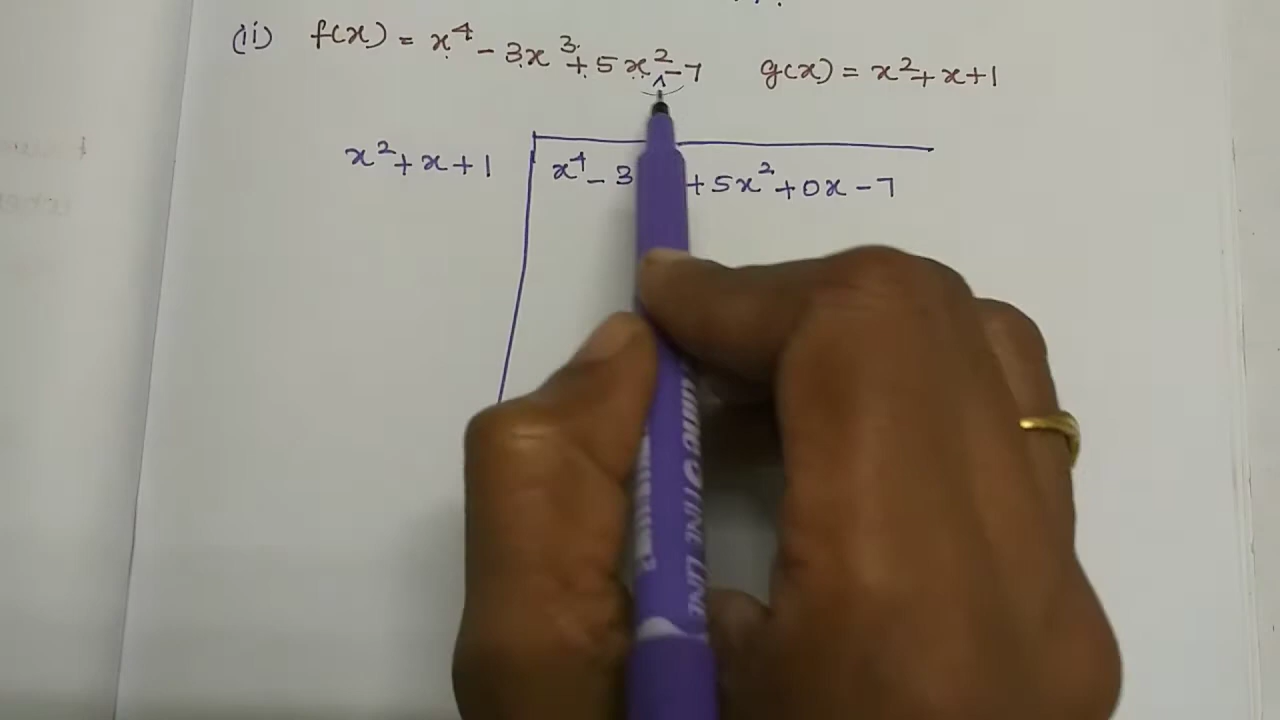 (ii) f(x) = x⁴ - 3x³ + 5x² - 7 g(x) = x² + x + 1
x² + x + 1 x⁴ - 3 + 5x² + 0x - 7